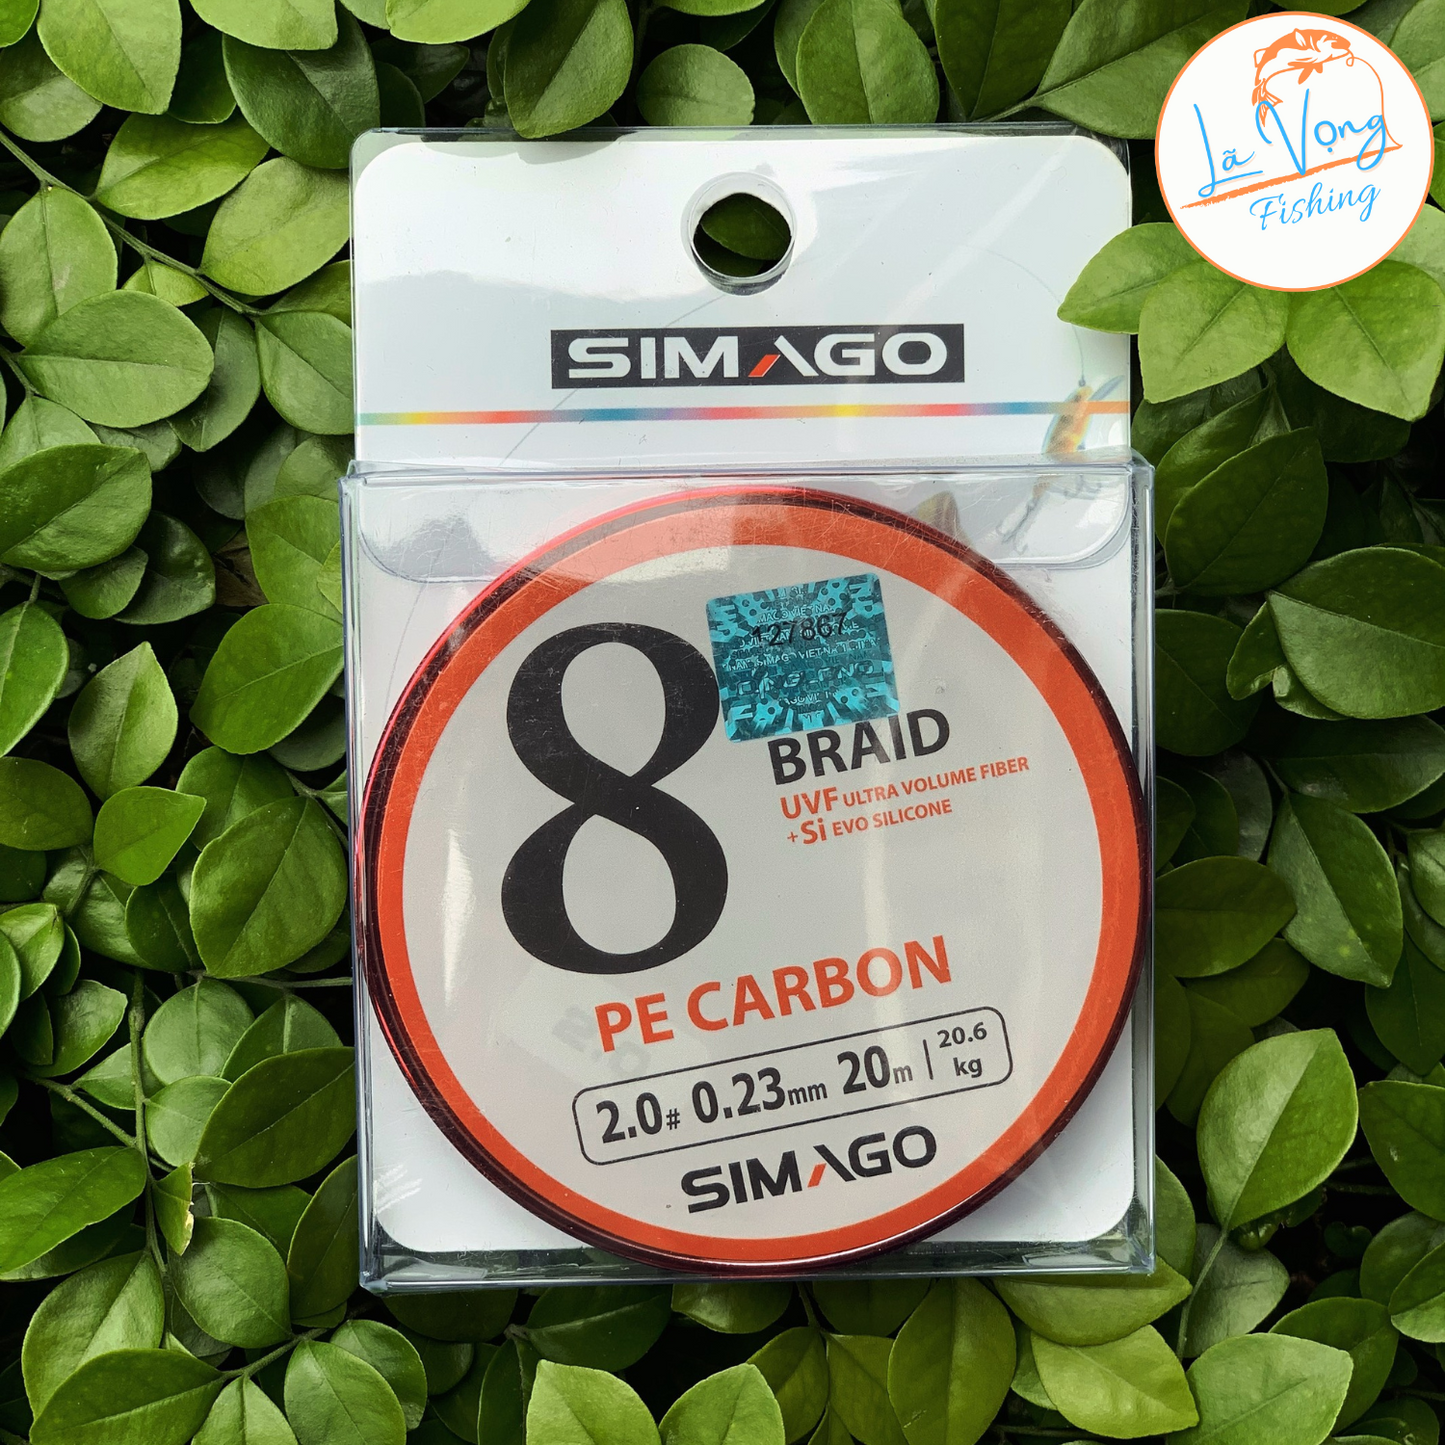 Lã Vọng
Fishing
SIMAGO
127867
8
BRAID
UVF ULTRA VOLUME FIBER
+Si EVO SILICONE
PE CARBON
2.0# 0.23mm 20m | 20.6 kg
SIMAGO